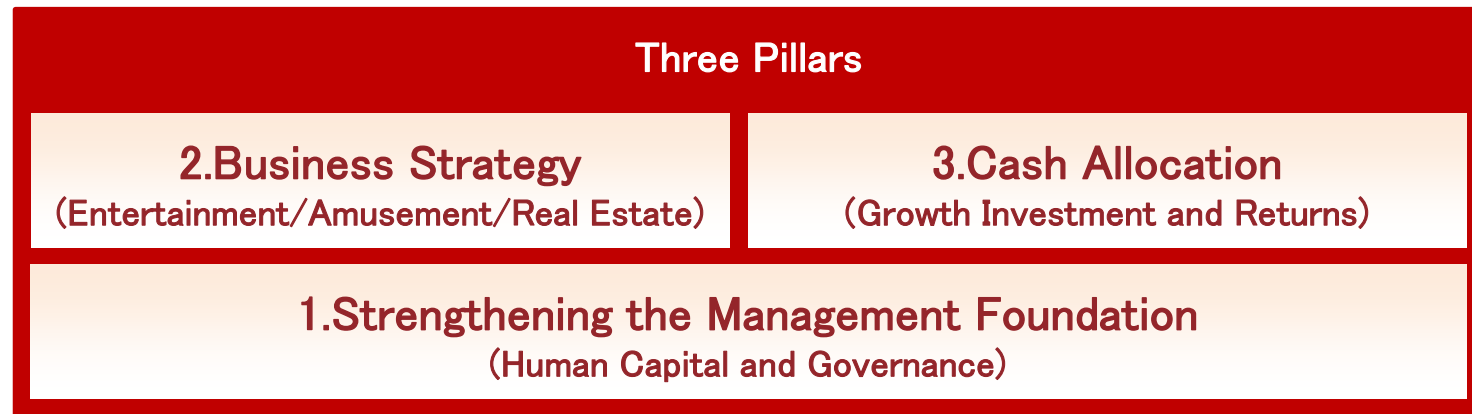 Three Pillars
2.Business Strategy
(Entertainment/Amusement/Real Estate)
3.Cash Allocation
(Growth Investment and Returns)
1.Strengthening the Management Foundation
(Human Capital and Governance)